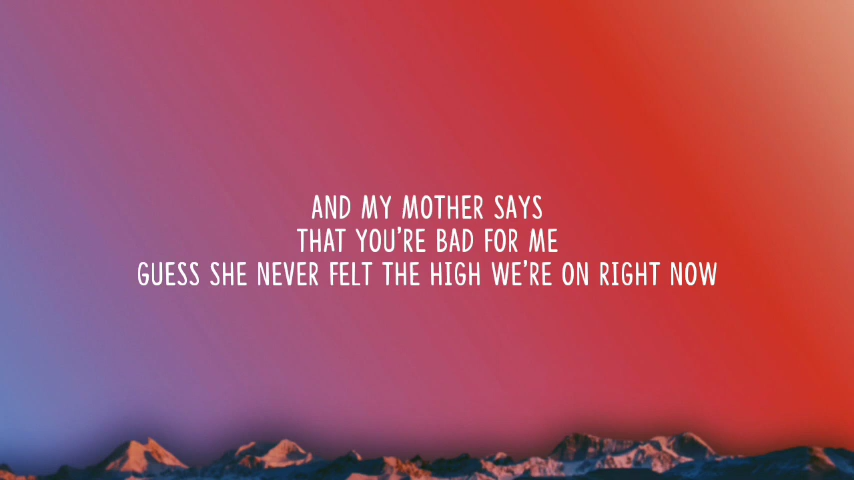 AND MY MOTHER SAYS
THAT YOU'RE BAD FOR ME
GUESS SHE NEVER FELT THE HIGH WE'RE ON RIGHT NOW